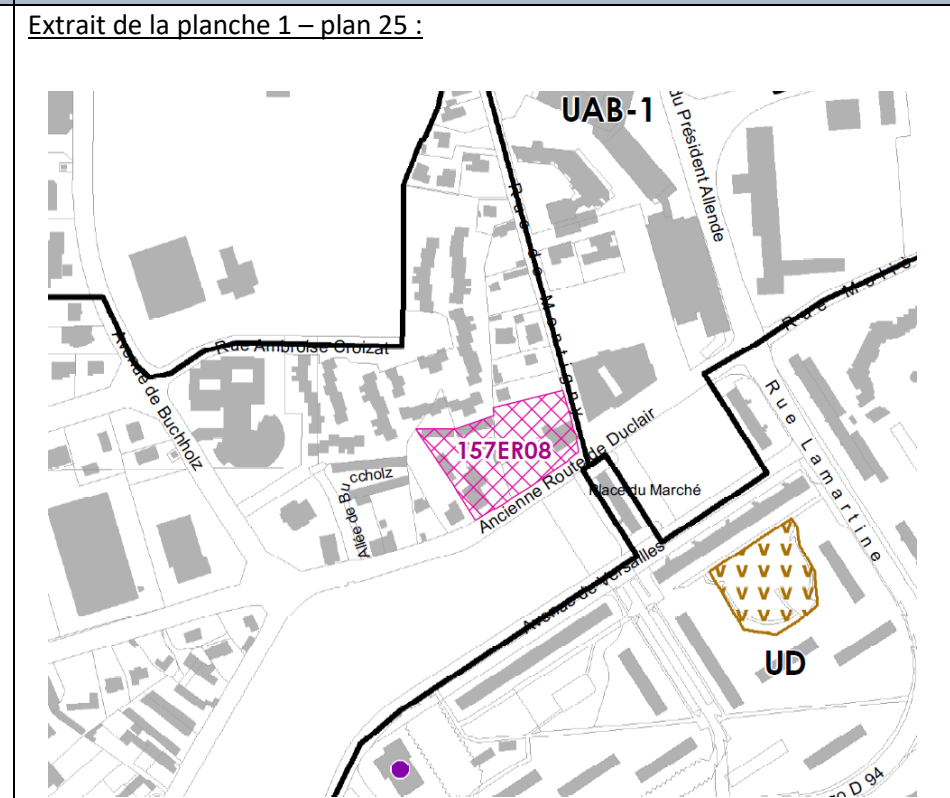 Extrait de la planche 1 – plan 25 :
UAB-1
du Président Allende
Rue de Montigny
Rue Ambroise Croizat
Avenue de Buchholz
157ER08
Ancienne Route de Duclair
Place du Marché
Rue Lamartine
Allée de Bu
ccholz
Avenue de Versailles
V V
V V V V
V V V V
V V V
UD
D 94